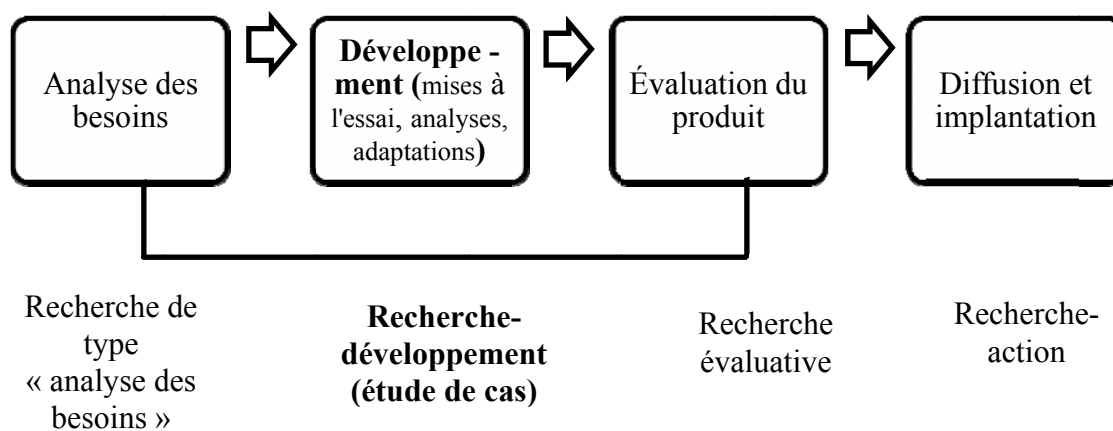 Analyse des
besoins
Développe -
ment (mises à
l'essai, analyses,
adaptations)
Évaluation du
produit
Diffusion et
implantation
Recherche de
type
« analyse des
besoins »
Recherche-
développement
(étude de cas)
Recherche
évaluative
Recherche-
action